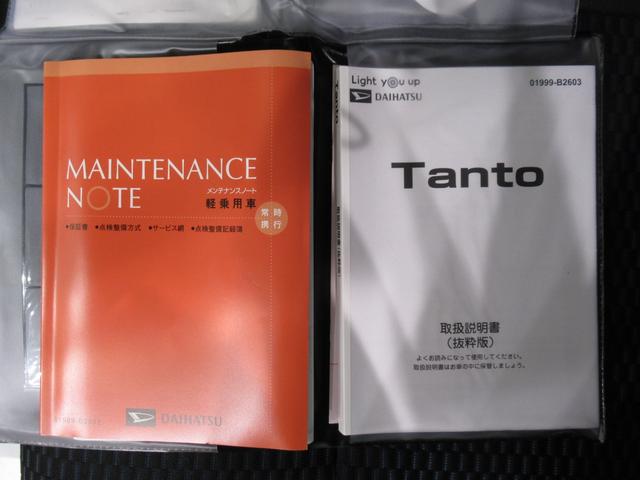 MAINTENANCE
NOTE
メンテナンスノート
軽乗用車
常時
携行
●保証書 ●点検整備方式 ●サービス網 ●点検整備記録簿
DAIHATSU
Light you up
DAIHATSU
01999-B2603
Tanto
取扱説明書
(抜粋版)
よくお読みになって使用してください。
取扱説明書はお車の中に保管しましょう。
Tanto